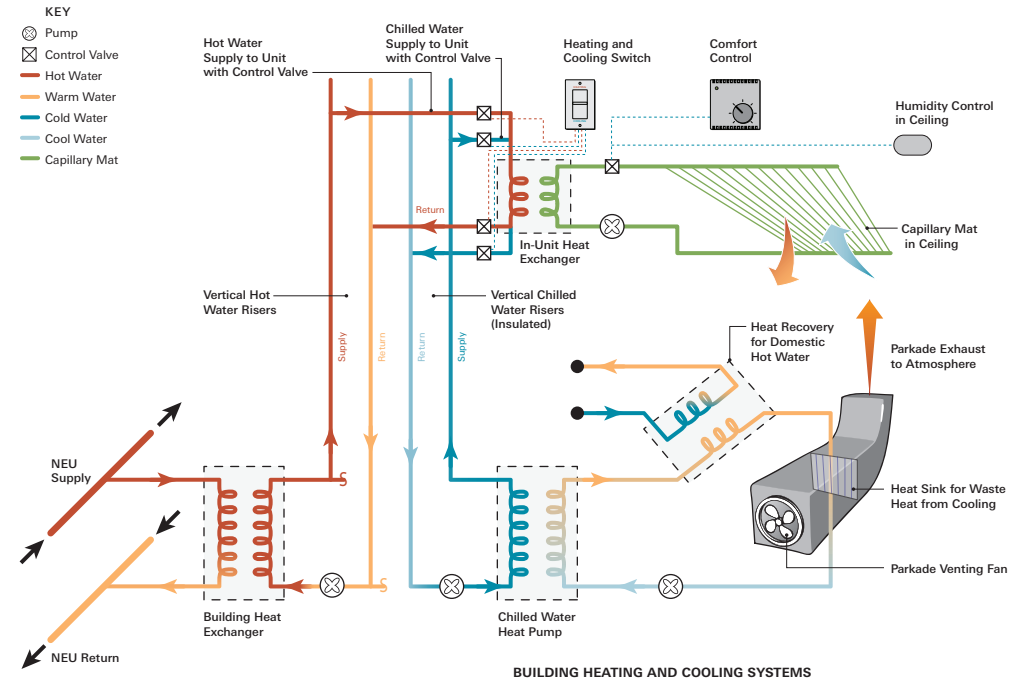 KEY
Pump
Control Valve
Hot Water
Warm Water
Cold Water
Cool Water
Capillary Mat
Hot Water
Supply to Unit
with Control Valve
Chilled Water
Supply to Unit
with Control Valve
Heating and
Cooling Switch
Comfort
Control
Humidity Control
in Ceiling
Return
In-Unit Heat
Exchanger
Capillary Mat
in Ceiling
Vertical Hot
Water Risers
Vertical Chilled
Water Risers
(Insulated)
Supply
Return
Return
Supply
Heat Recovery
for Domestic
Hot Water
Parkade Exhaust
to Atmosphere
NEU
Supply
Heat Sink for Waste
Heat from Cooling
Parkade Venting Fan
Building Heat
Exchanger
Chilled Water
Heat Pump
NEU Return
BUILDING HEATING AND COOLING SYSTEMS